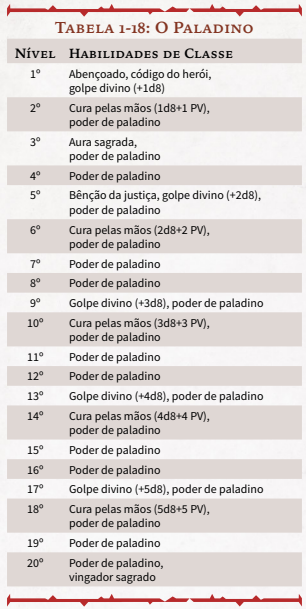 Tabela 1-18: O Paladino
Nível Habilidades de Classe
1º Abençoado, código do herói,
golpe divino (+1d8)
2º Cura pelas mãos (1d8+1 PV),
poder de paladino
3º Aura sagrada,
poder de paladino
4º Poder de paladino
5º Bênção da justiça, golpe divino (+2d8),
poder de paladino
6º Cura pelas mãos (2d8+2 PV),
poder de paladino
7º Poder de paladino
8º Poder de paladino
9º Golpe divino (+3d8), poder de paladino
10º Cura pelas mãos (3d8+3 PV),
poder de paladino
11º Poder de paladino
12º Poder de paladino
13º Golpe divino (+4d8), poder de paladino
14º Cura pelas mãos (4d8+4 PV),
poder de paladino
15º Poder de paladino
16º Poder de paladino
17º Golpe divino (+5d8), poder de paladino
18º Cura pelas mãos (5d8+5 PV),
poder de paladino
19º Poder de paladino
20º Poder de paladino,
vingador sagrado